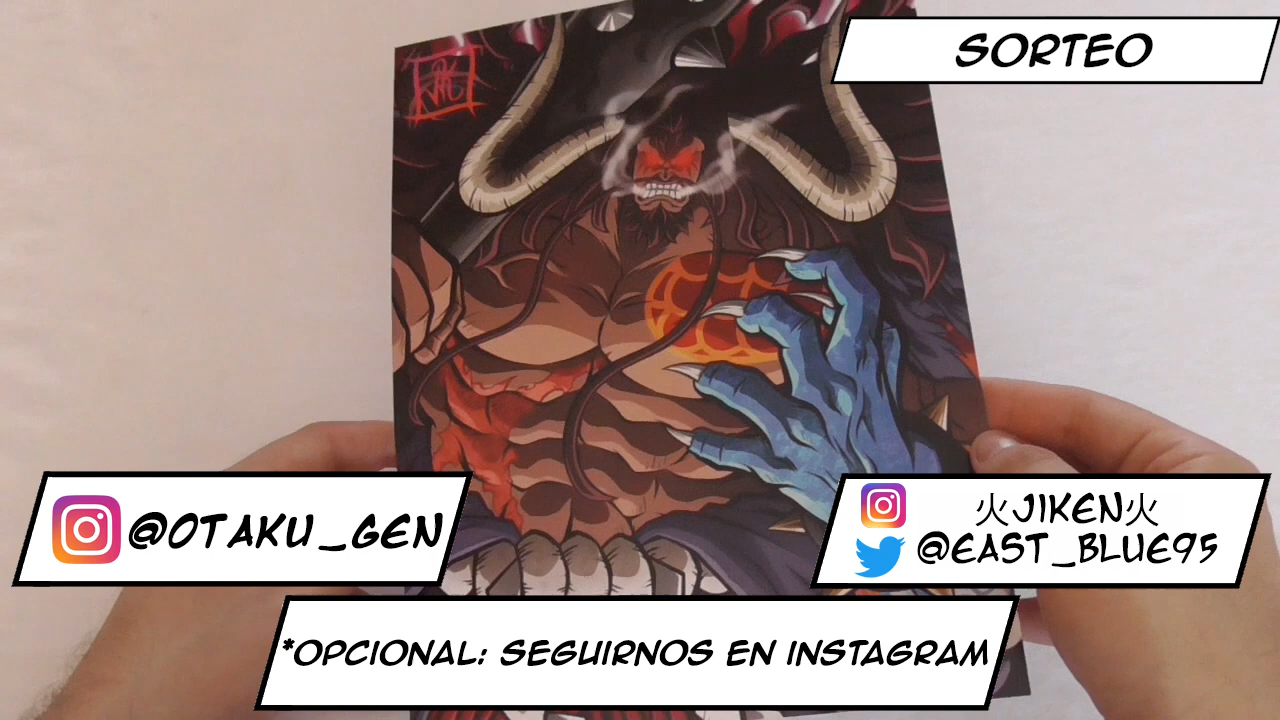 SORTEO
@OTAKU_GEN
火JIKEN火
@EAST_BLUE95
*OPCIONAL: SEGUIRNOS EN INSTAGRAM